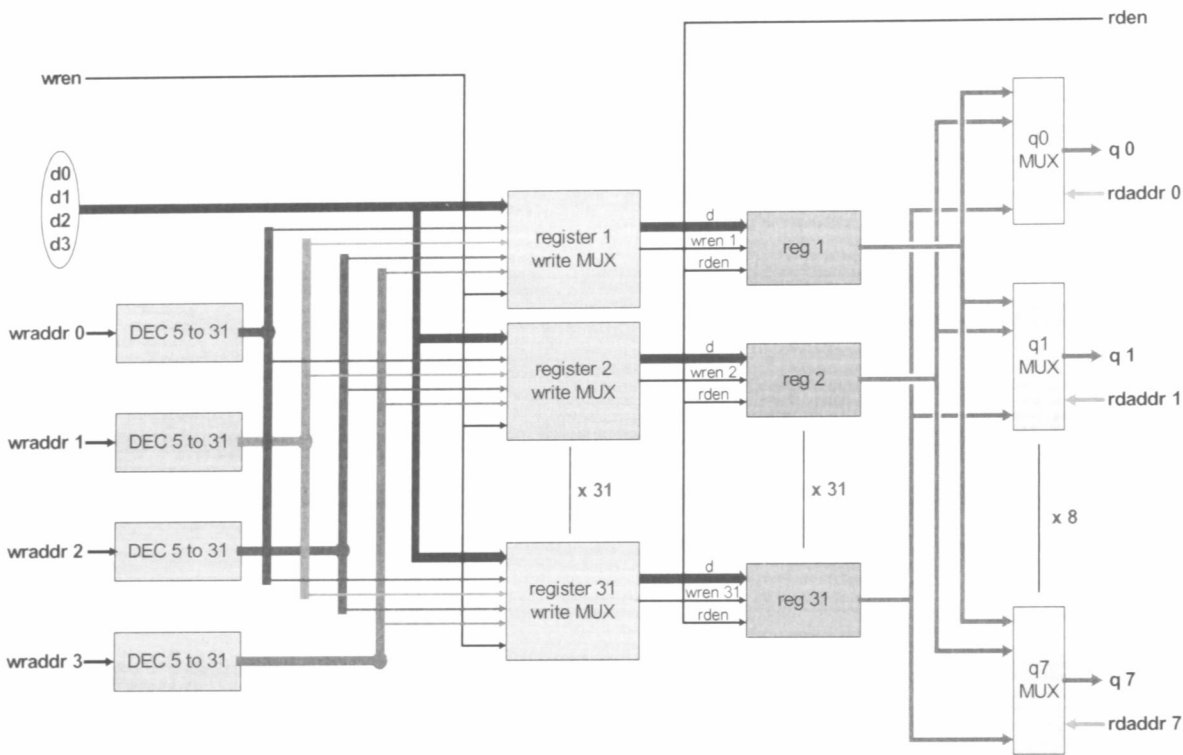 rden
wren
d0
d1
d2
d3
q0
MUX
q 0
rdaddr 0
register 1
write MUX
d
wren 1
rden
reg 1
wraddr 0
DEC 5 to 31
register 2
write MUX
d
wren 2
rden
reg 2
q1
MUX
q 1
rdaddr 1
wraddr 1
DEC 5 to 31
x 31
x 31
x 8
wraddr 2
DEC 5 to 31
register 31
write MUX
d
wren 31
rden
reg 31
wraddr 3
DEC 5 to 31
q7
MUX
q 7
rdaddr 7